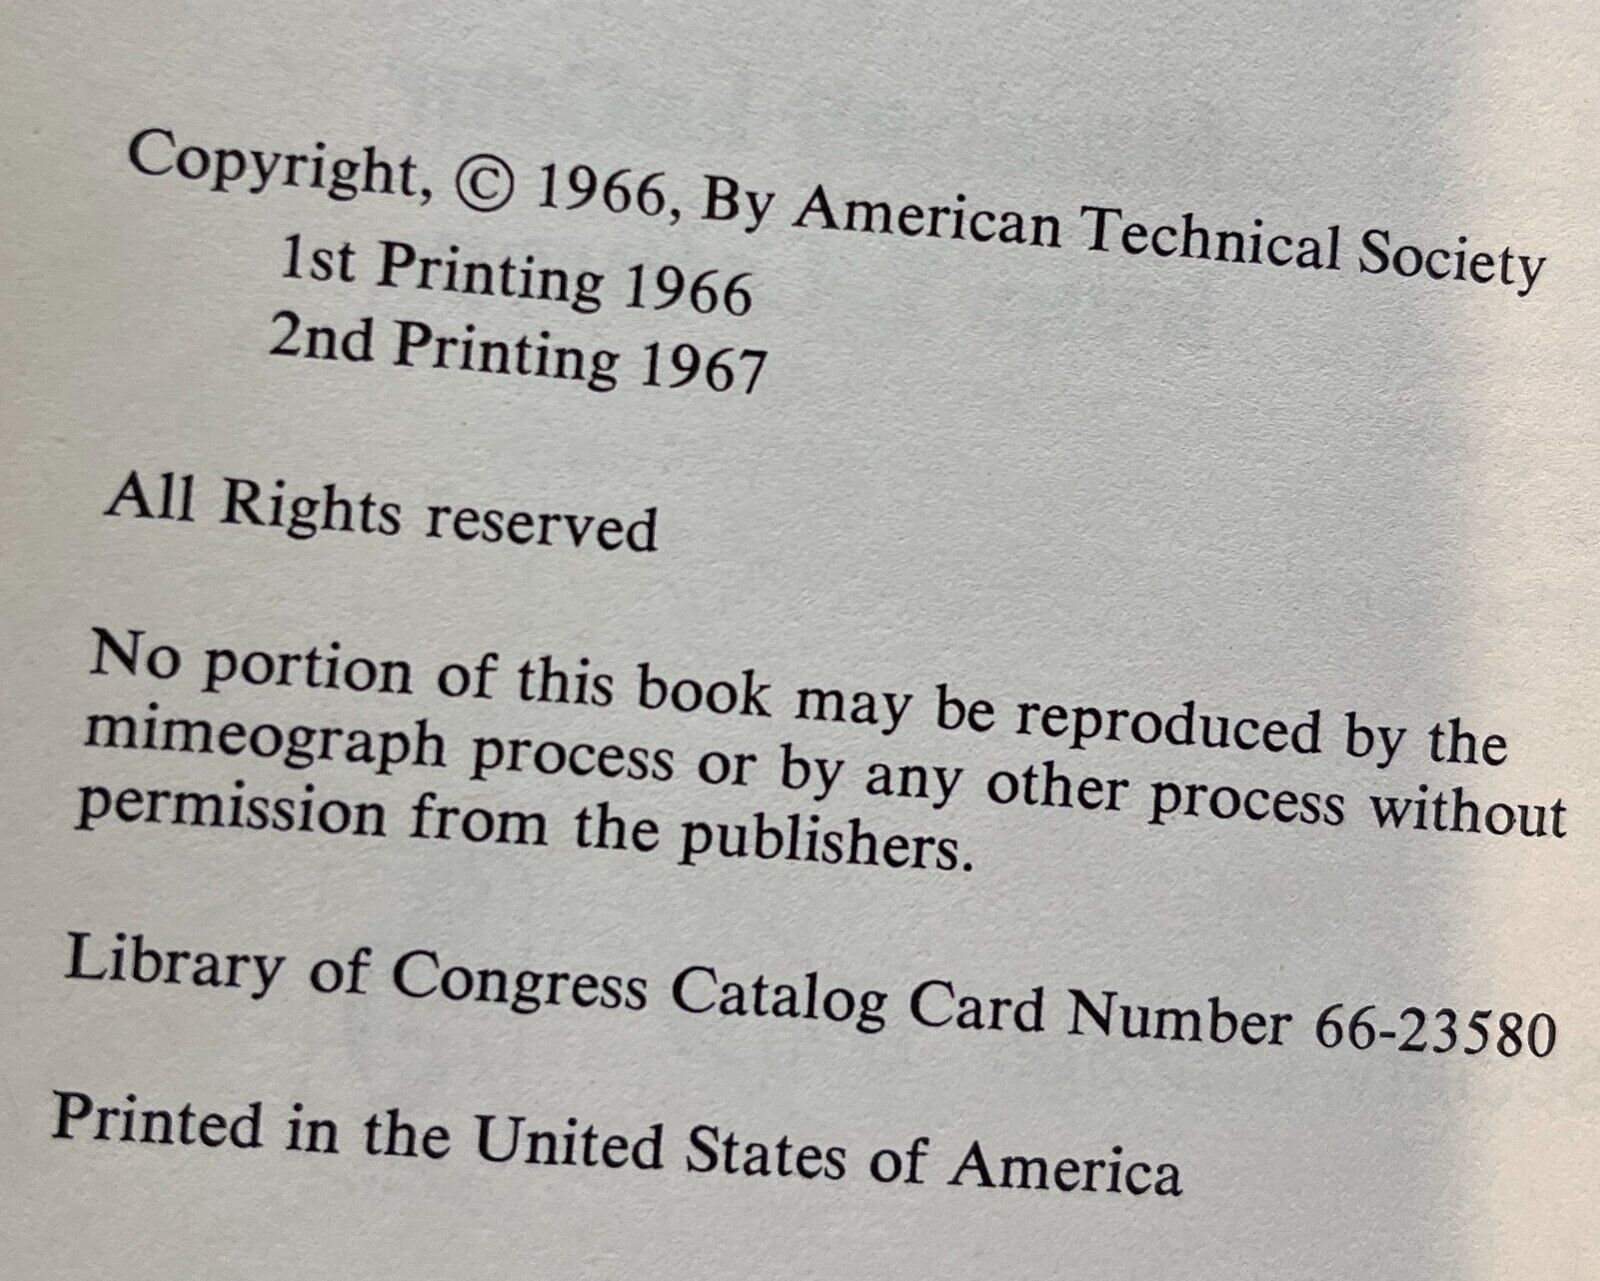 Copyright, © 1966, By American Technical Society
1st Printing 1966
2nd Printing 1967
All Rights reserved
No portion of this book may be reproduced by the
mimeograph process or by any other process without
permission from the publishers.
Library of Congress Catalog Card Number 66-23580
Printed in the United States of America